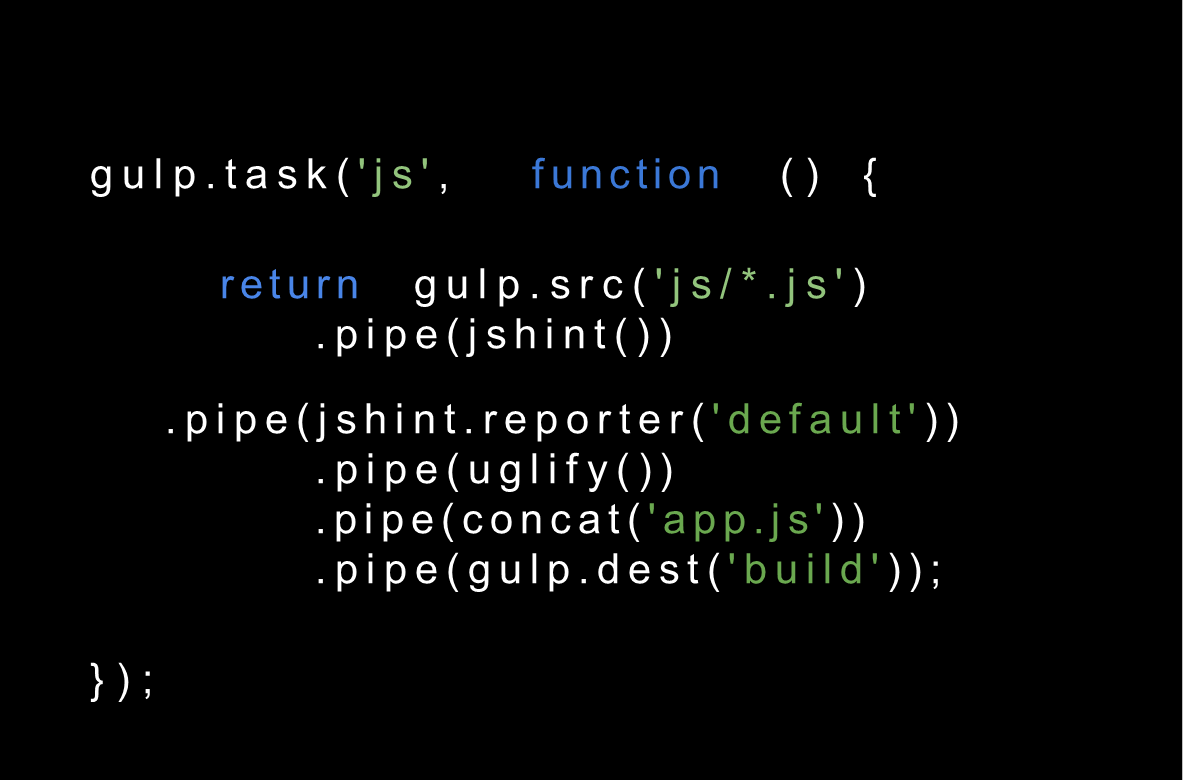 gulp.task('js', function () {
return gulp.src('js/*.js')
.pipe(jshint())
.pipe(jshint.reporter('default'))
.pipe(uglify())
.pipe(concat('app.js'))
.pipe(gulp.dest('build'));
});